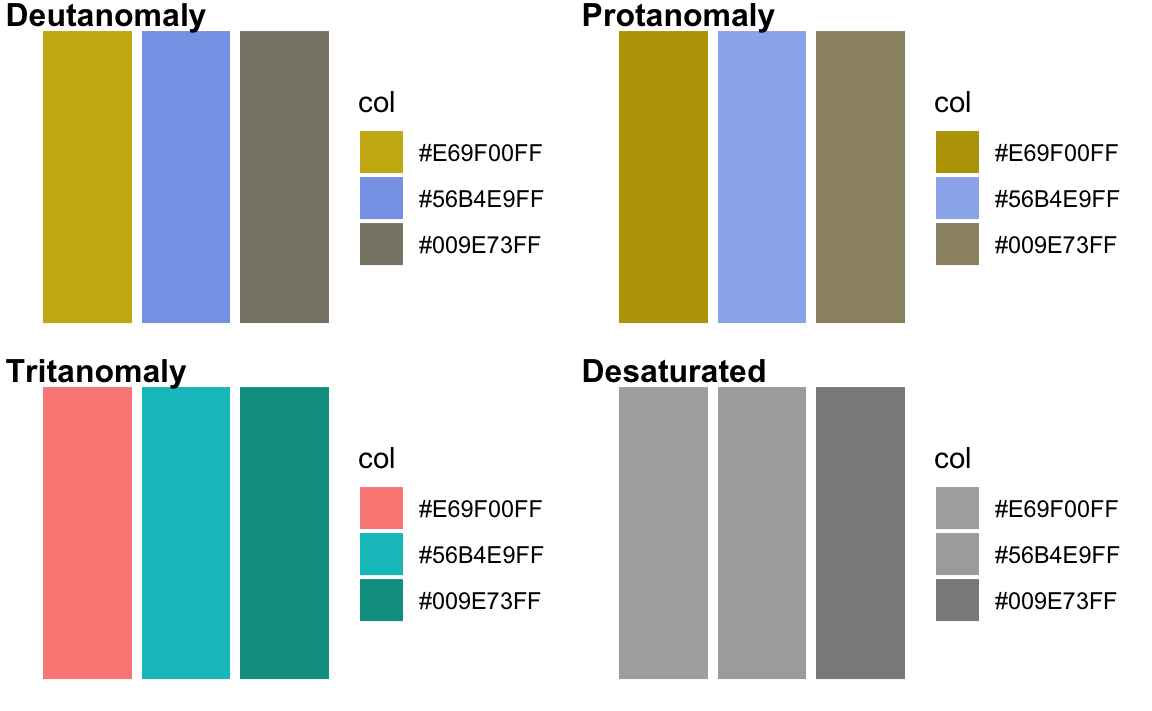 Deutanomaly
col
#E69F00FF
#56B4E9FF
#009E73FF
Protanomaly
col
#E69F00FF
#56B4E9FF
#009E73FF
Tritanomaly
col
#E69F00FF
#56B4E9FF
#009E73FF
Desaturated
col
#E69F00FF
#56B4E9FF
#009E73FF